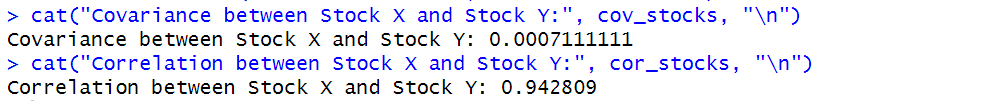 > cat("Covariance between Stock X and Stock Y:", cov_stocks, "\n")
Covariance between Stock X and Stock Y: 0.0007111111
> cat("Correlation between Stock X and Stock Y:", cor_stocks, "\n")
Correlation between Stock X and Stock Y: 0.942809